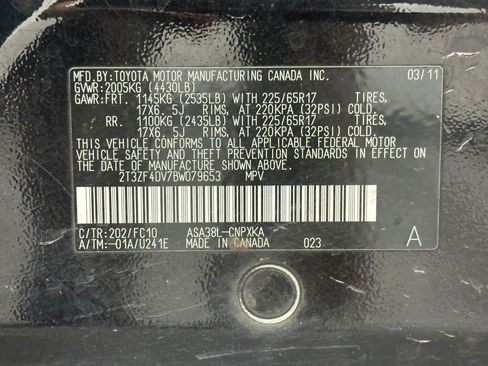 MFD.BY:TOYOTA MOTOR MANUFACTURING CANADA INC. 03/11
GVWR:2005KG (4430LB)
GAWR:FRT. 1145KG (2535LB) WITH 225/65R17 TIRES,
17X6.5J RIMS, AT 220KPA (32PSI) COLD.
RR. 1100KG (2435LB) WITH 225/65R17 TIRES,
17X6.5J RIMS, AT 220KPA (32PSI) COLD.
THIS VEHICLE CONFORMS TO ALL APPLICABLE FEDERAL MOTOR
VEHICLE SAFETY AND THEFT PREVENTION STANDARDS IN EFFECT
ON THE DATE OF MANUFACTURE SHOWN ABOVE.
2T3ZF4DV7BW079653 MPV
C/TR:202/FC10 ASA38L-CNPXKA
A/TM:-01A/U241E MADE IN CANADA 023 A